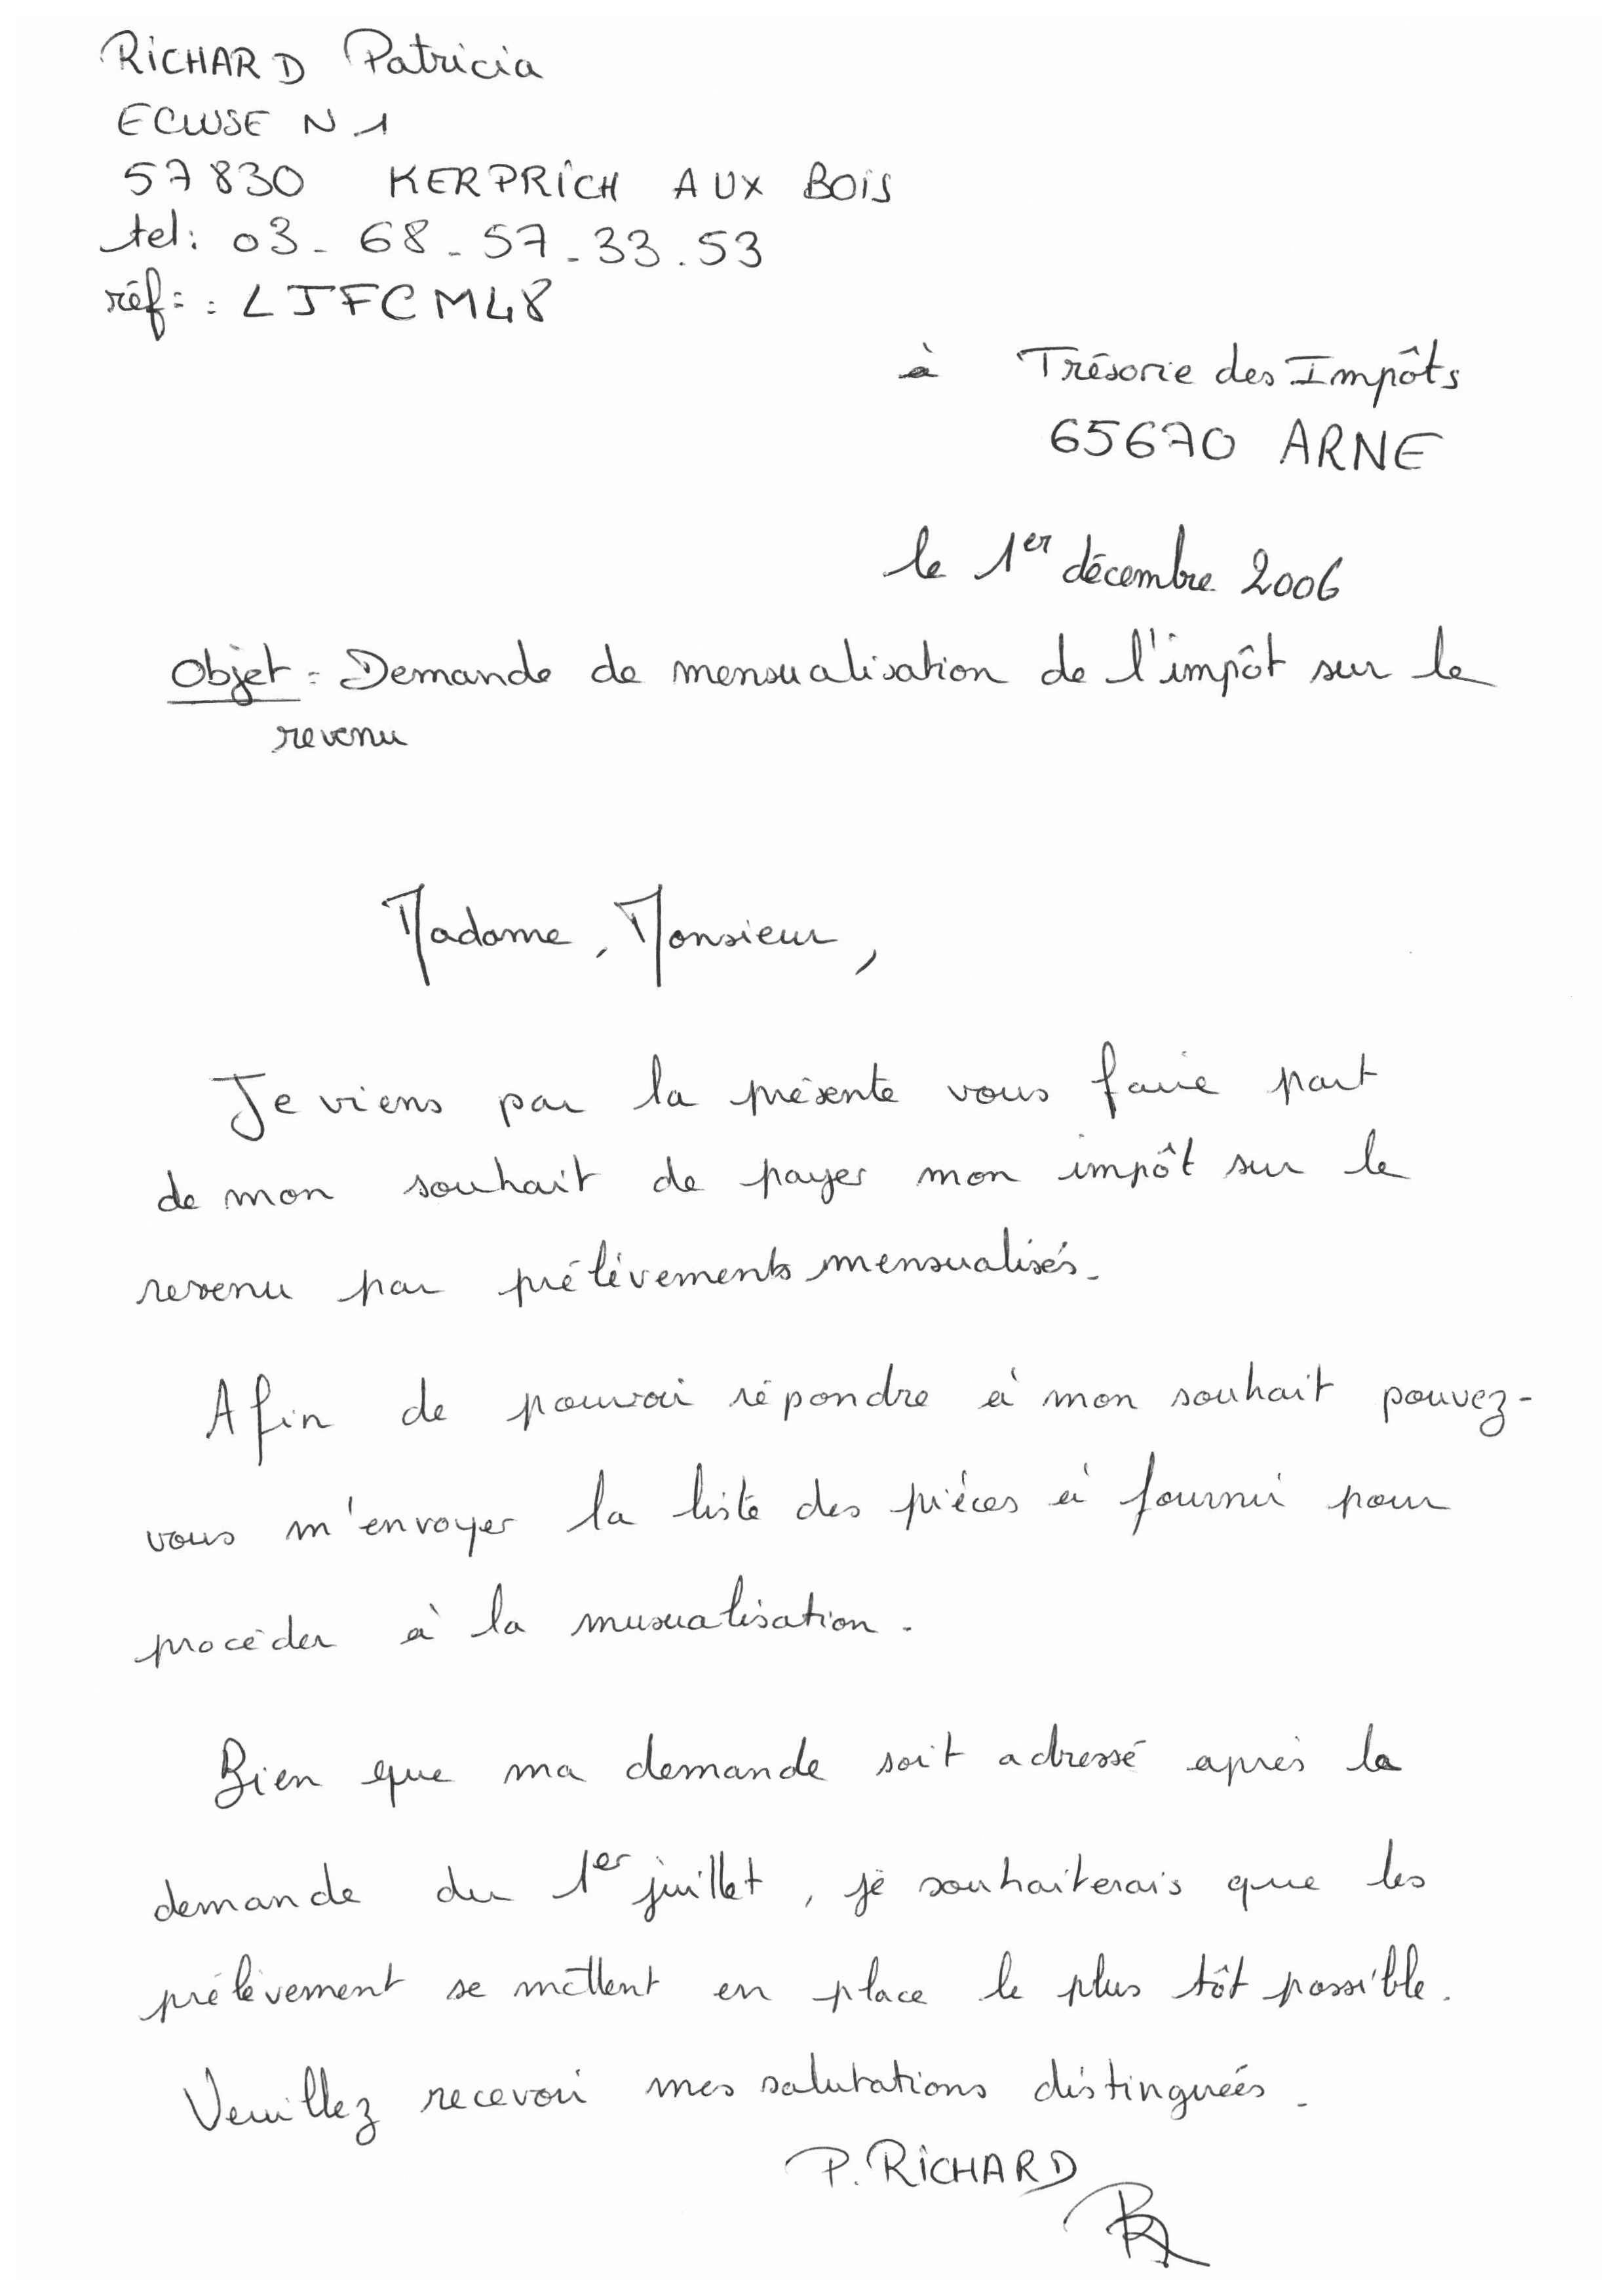 RICHARD Patricia
ECLUSE N 1
57830 KERPRICH AUX BOIS
tel: 03-68-57-33.53
réf: : LJFCM48
à Trésorie des Impôts
65670 ARNE
le 1er décembre 2006
Objet : Demande de mensualisation de l'impôt sur le
revenu
Madame, Monsieur,
Je viens par la présente vous faire part
de mon souhait de payer mon impôt sur le
revenu par prélèvements mensualisés.
Afin de pouvoir répondre à mon souhait pouvez-
vous m'envoyer la liste des pièces à fournir pour
procéder à la musualisation.
Bien que ma demande soit adressé après la
demande du 1er juillet, je souhaiterais que les
prélèvement se mettent en place le plus tôt possible.
Veuillez recevoir mes salutations distinguées.
P. RICHARD